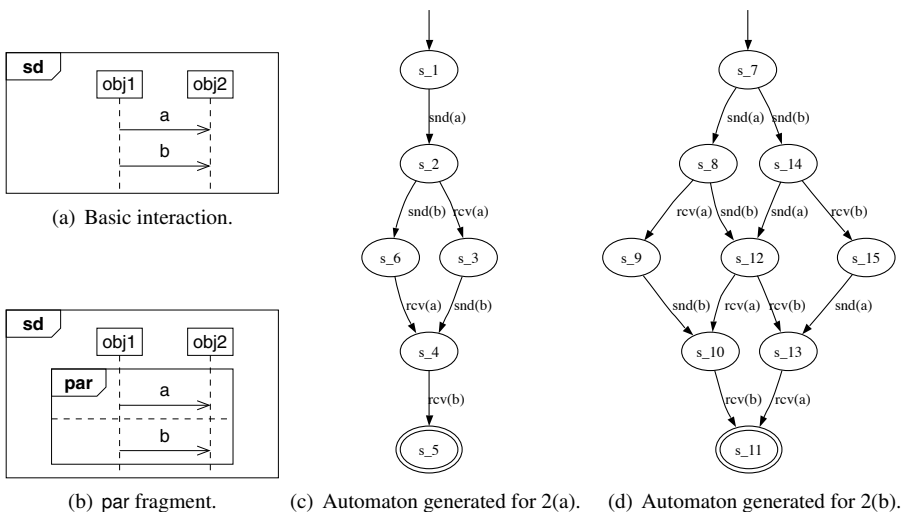 sd
obj1 obj2
a
b
(a) Basic interaction.
sd
obj1 obj2
par
a
b
(b) par fragment.
s_1
snd(a)
s_2
snd(b) rcv(a)
s_6 s_3
rcv(a) snd(b)
s_4
rcv(b)
s_5
(c) Automaton generated for 2(a).
s_7
snd(a) snd(b)
s_8 s_14
rcv(a) snd(b) snd(a) rcv(b)
s_9 s_12 s_15
snd(b) rcv(a) rcv(b) snd(a)
s_10 s_13
rcv(b) rcv(a)
s_11
(d) Automaton generated for 2(b).